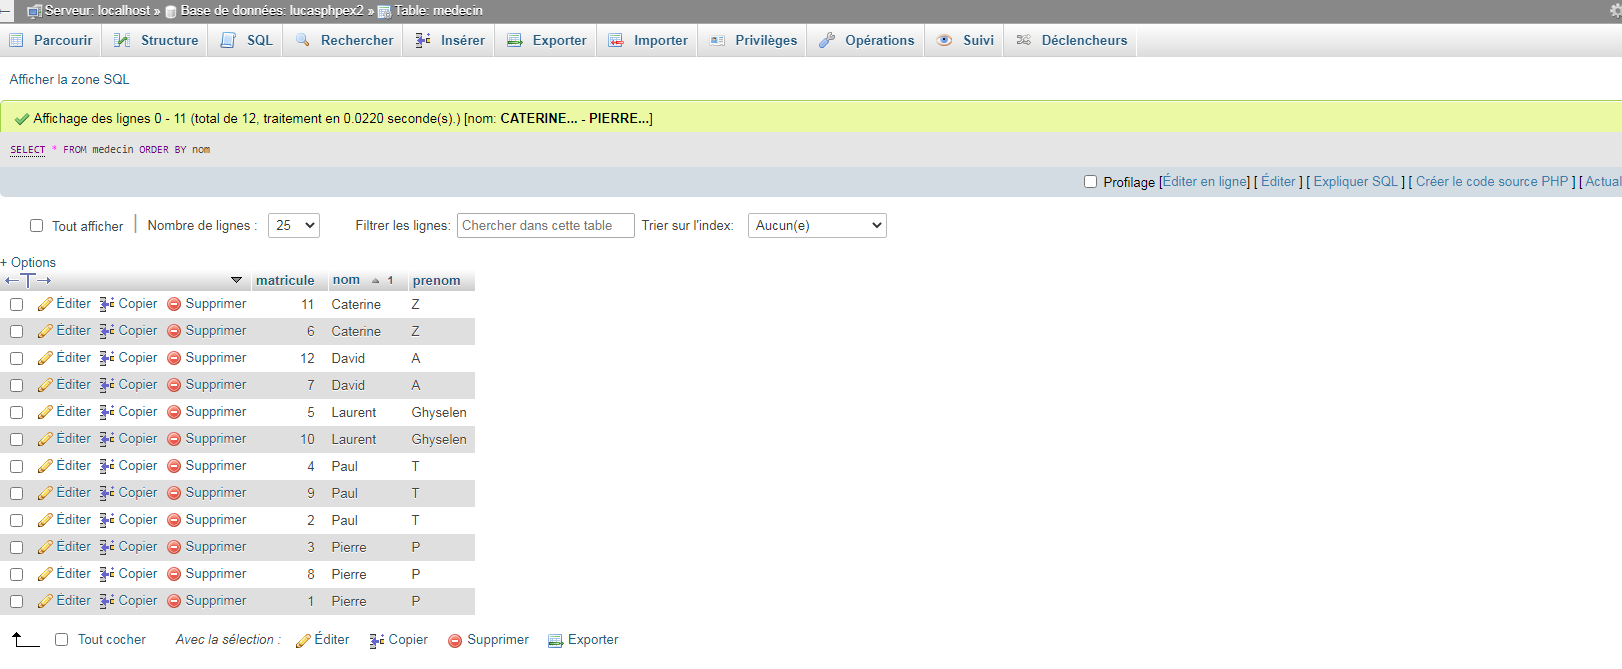 Serveur: localhost » Base de données: lucasphpex2 » Table: medecin
Parcourir Structure SQL Rechercher Insérer Exporter Importer Privilèges Opérations Suivi Déclencheurs
Afficher la zone SQL
Affichage des lignes 0 - 11 (total de 12, traitement en 0.0220 seconde(s).) [nom: CATERINE... - PIERRE...]
SELECT * FROM medecin ORDER BY nom
Profilage [Éditer en ligne] [ Éditer ] [ Expliquer SQL ] [ Créer le code source PHP ] [ Actual
Tout afficher Nombre de lignes : 25 Filtrer les lignes: Chercher dans cette table Trier sur l'index: Aucun(e)
+ Options
←T→ matricule nom 1 prenom
Éditer Copier Supprimer 11 Caterine Z
Éditer Copier Supprimer 6 Caterine Z
Éditer Copier Supprimer 12 David A
Éditer Copier Supprimer 7 David A
Éditer Copier Supprimer 5 Laurent Ghyselen
Éditer Copier Supprimer 10 Laurent Ghyselen
Éditer Copier Supprimer 4 Paul T
Éditer Copier Supprimer 9 Paul T
Éditer Copier Supprimer 2 Paul T
Éditer Copier Supprimer 3 Pierre P
Éditer Copier Supprimer 8 Pierre P
Éditer Copier Supprimer 1 Pierre P
Tout cocher Avec la sélection : Éditer Copier Supprimer Exporter